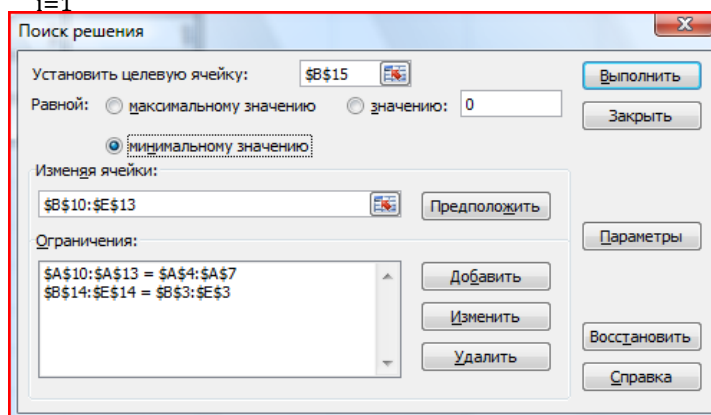 i=1
Поиск решения
Установить целевую ячейку: $B$15
Равной: максимальному значению значению: 0
минимальному значению
Изменяя ячейки:
$B$10:$E$13
Предположить
Ограничения:
$A$10:$A$13 = $A$4:$A$7
$B$14:$E$14 = $B$3:$E$3
Добавить
Изменить
Удалить
Выполнить
Закрыть
Параметры
Восстановить
Справка